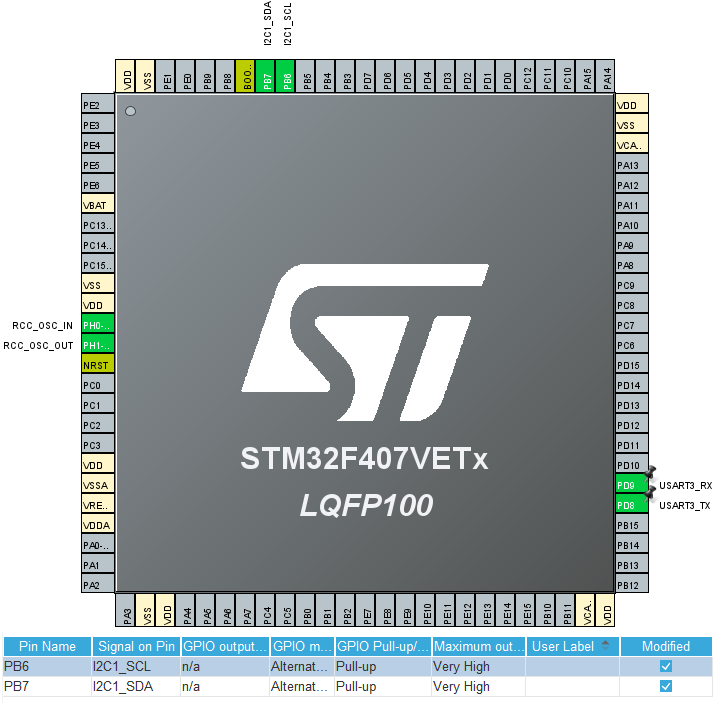 I2C1_SDA
I2C1_SCL
VDD
VSS
PE1
PE0
PB9
PB8
BOO..
PB7
PB6
PB5
PB4
PB3
PD7
PD6
PD5
PD4
PD3
PD2
PD1
PD0
PC12
PC11
PC10
PA15
PA14
PE2
PE3
PE4
PE5
PE6
VBAT
PC13..
PC14..
PC15..
VSS
VDD
RCC_OSC_IN PH0-..
RCC_OSC_OUT PH1-..
NRST
PC0
PC1
PC2
PC3
VDD
VSSA
VRE..
VDDA
PA0-..
PA1
PA2
ST
STM32F407VETx
LQFP100
VDD
VSS
VCA..
PA13
PA12
PA11
PA10
PA9
PA8
PC9
PC8
PC7
PC6
PD15
PD14
PD13
PD12
PD11
PD10
PD9 USART3_RX
PD8 USART3_TX
PB15
PB14
PB13
PB12
PA3
VSS
VDD
PA4
PA5
PA6
PA7
PC4
PC5
PB0
PB1
PB2
PE7
PE8
PE9
PE10
PE11
PE12
PE13
PE14
PE15
PB10
PB11
VCA..
VDD
Pin Name Signal on Pin GPIO output... GPIO m... GPIO Pull-up/... Maximum out... User Label Modified
PB6 I2C1_SCL n/a Alternat... Pull-up Very High
PB7 I2C1_SDA n/a Alternat... Pull-up Very High